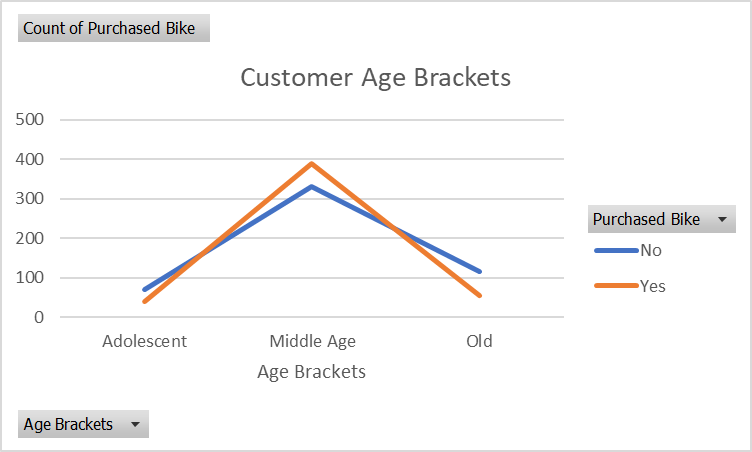 Count of Purchased Bike
Customer Age Brackets
500
400
300
200
100
0
Adolescent Middle Age Old
Age Brackets
Purchased Bike
No
Yes
Age Brackets